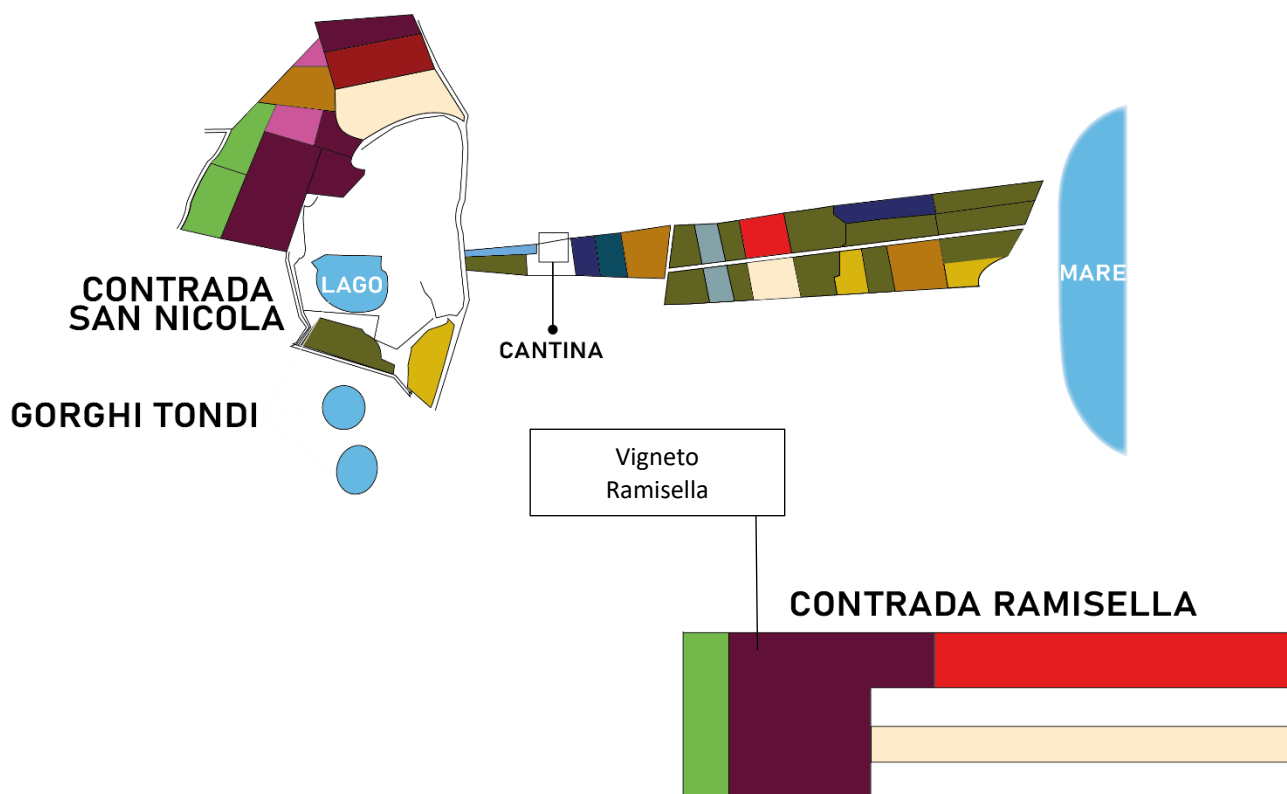 CONTRADA
SAN NICOLA
LAGO
MARE
CANTINA
GORGHI TONDI
Vigneto
Ramisella
CONTRADA RAMISELLA